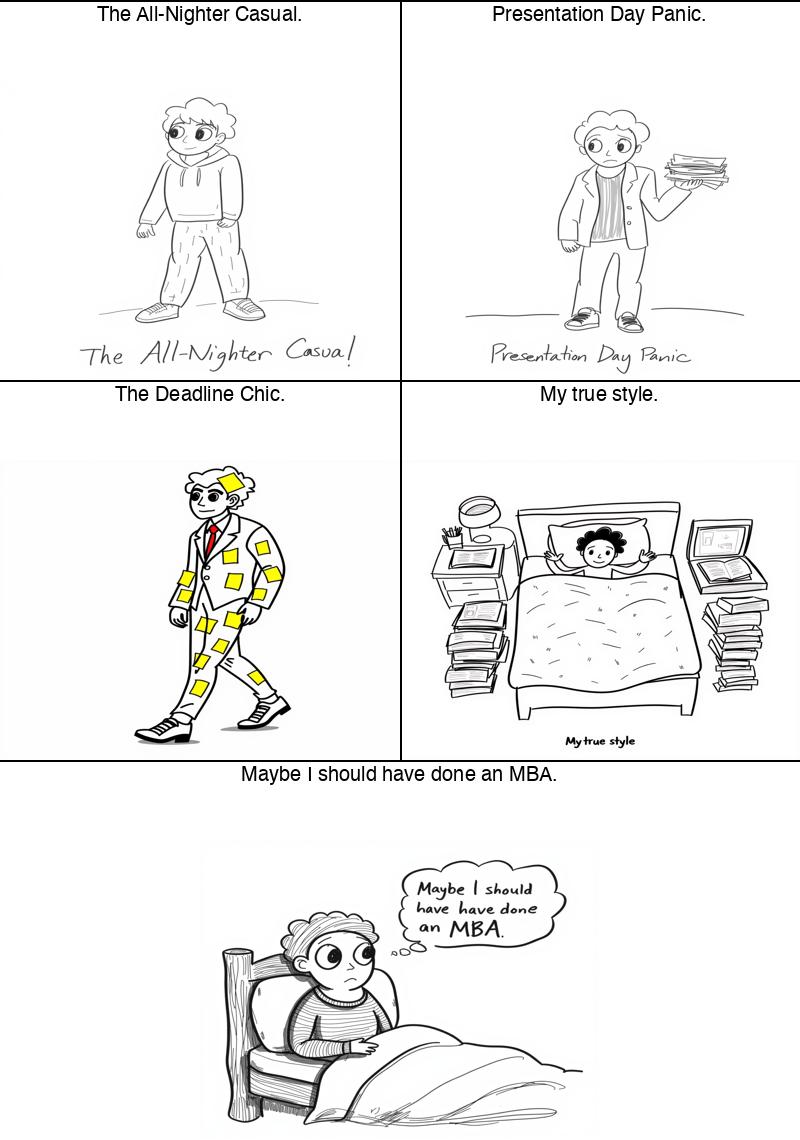 The All-Nighter Casual.
Presentation Day Panic.
The All-Nighter Casual
Presentation Day Panic
The Deadline Chic.
My true style.
My true style
Maybe I should have done an MBA.
Maybe I should
have have done
an MBA.